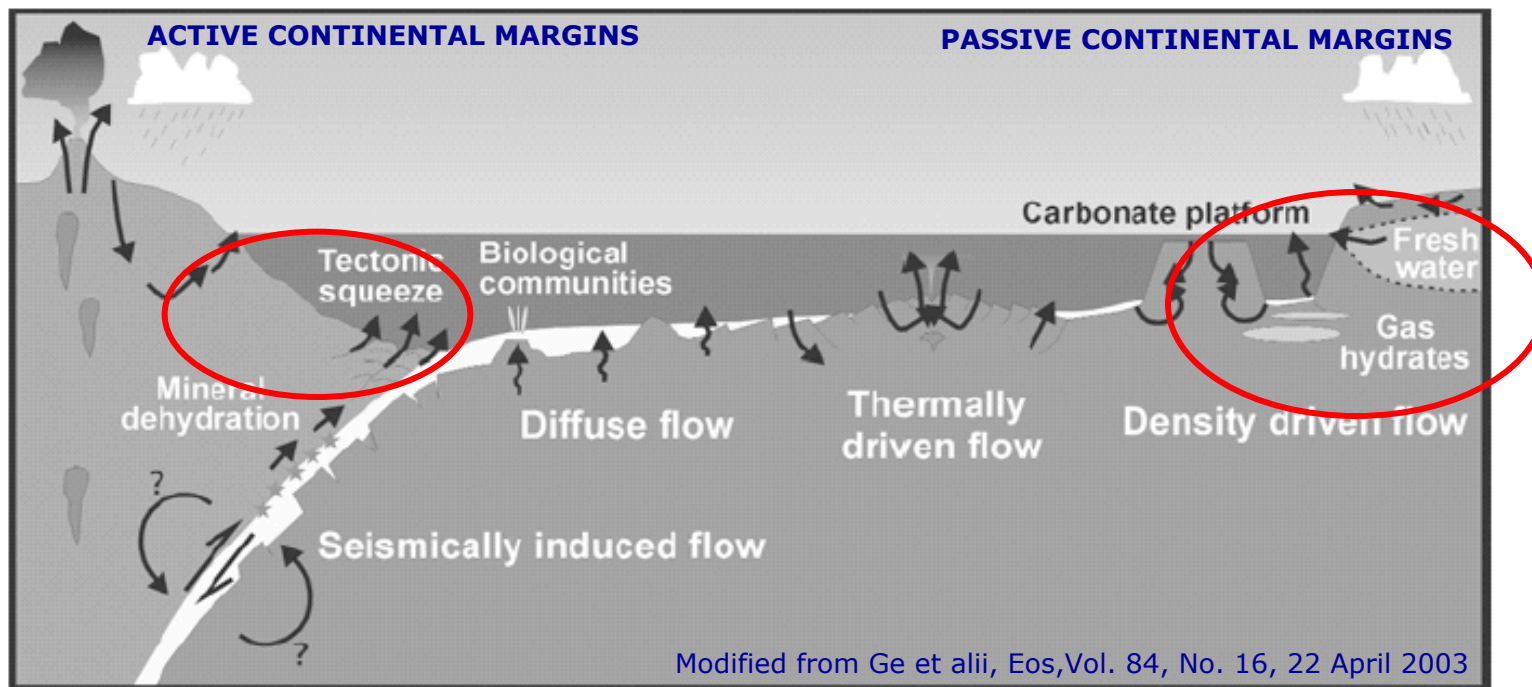 ACTIVE CONTINENTAL MARGINS
PASSIVE CONTINENTAL MARGINS
Carbonate platform
Tectonic
squeeze
Biological
communities
Fresh
water
Gas
hydrates
Mineral
dehydration
Diffuse flow
Thermally
driven flow
Density driven flow
?
Seismically induced flow
?
Modified from Ge et alii, Eos,Vol. 84, No. 16, 22 April 2003